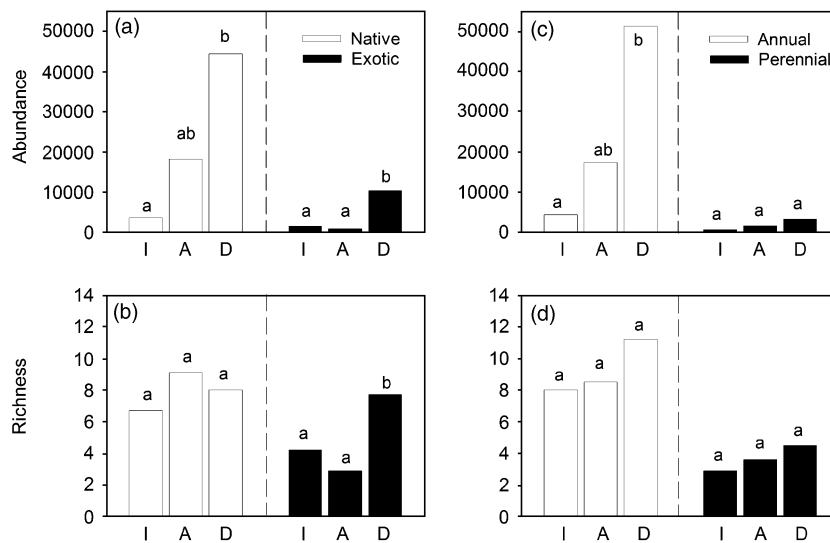 (a)
Native
Exotic
Abundance
50000
40000
30000
20000
10000
0
a
ab
b
a
a
b
I A D I A D
(c)
Annual
Perennial
50000
40000
30000
20000
10000
0
a
ab
b
a
a
a
I A D I A D
(b)
Richness
14
12
10
8
6
4
2
0
a
a
a
a
a
b
I A D I A D
(d)
14
12
10
8
6
4
2
0
a
a
a
a
a
a
I A D I A D